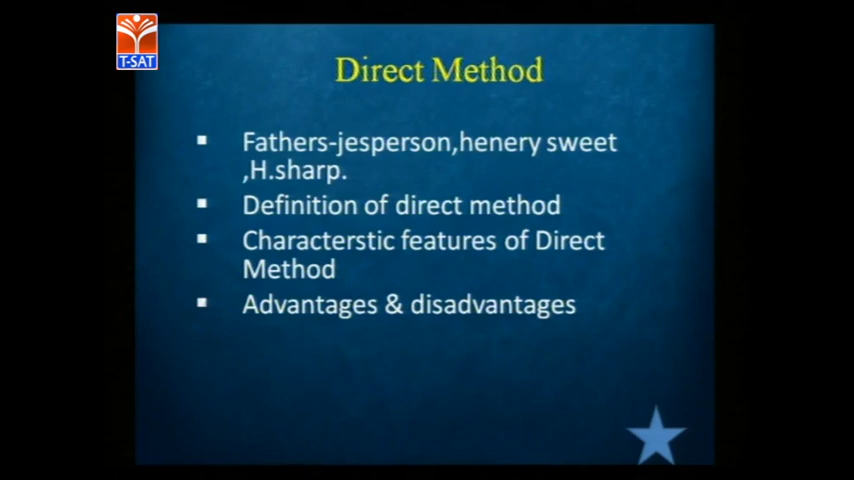 T-SAT
Direct Method
Fathers-jesperson,henery sweet
,H.sharp.
Definition of direct method
Characterstic features of Direct
Method
Advantages & disadvantages